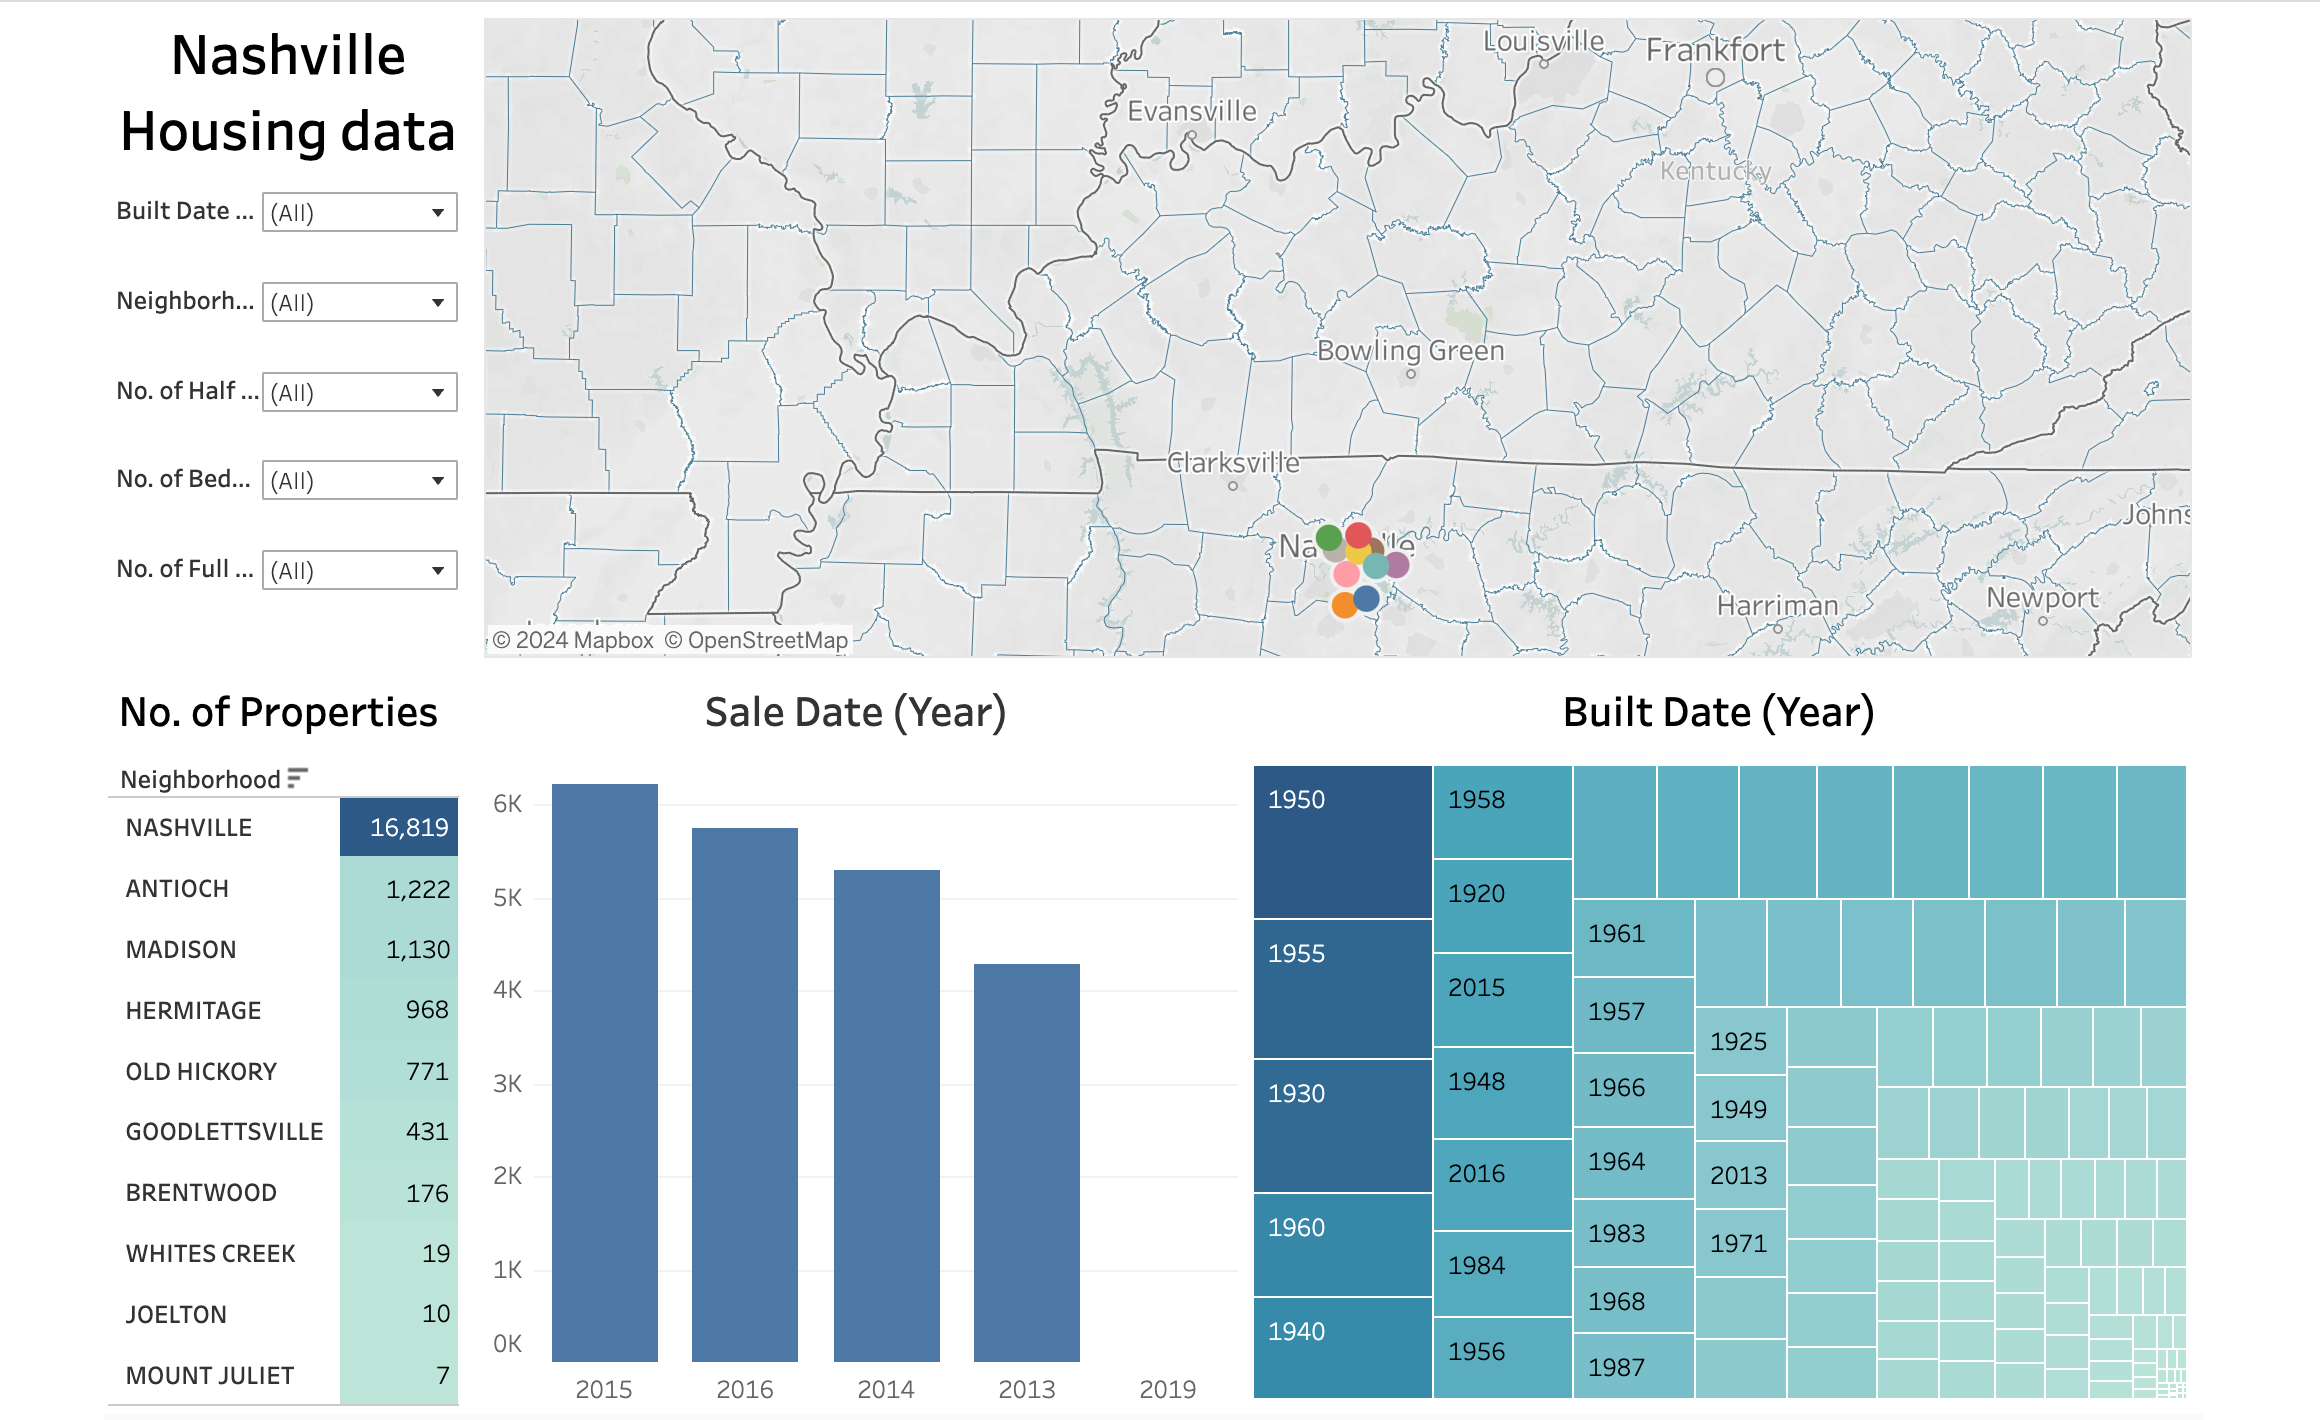 Nashville
Housing data
Built Date ... (All)
Neighborh... (All)
No. of Half ... (All)
No. of Bed... (All)
No. of Full ... (All)
Louisville
Frankfort
Evansville
Kentucky
Bowling Green
Clarksville
Johns
Na lle
Harriman
Newport
© 2024 Mapbox © OpenStreetMap
No. of Properties
Neighborhood
NASHVILLE 16,819
ANTIOCH 1,222
MADISON 1,130
HERMITAGE 968
OLD HICKORY 771
GOODLETTSVILLE 431
BRENTWOOD 176
WHITES CREEK 19
JOELTON 10
MOUNT JULIET 7
Sale Date (Year)
6K
5K
4K
3K
2K
1K
0K
2015 2016 2014 2013 2019
Built Date (Year)
1950
1955
1930
1960
1940
1958
1920
2015
1948
2016
1984
1956
1961
1957
1966
1964
1983
1968
1987
1925
1949
2013
1971